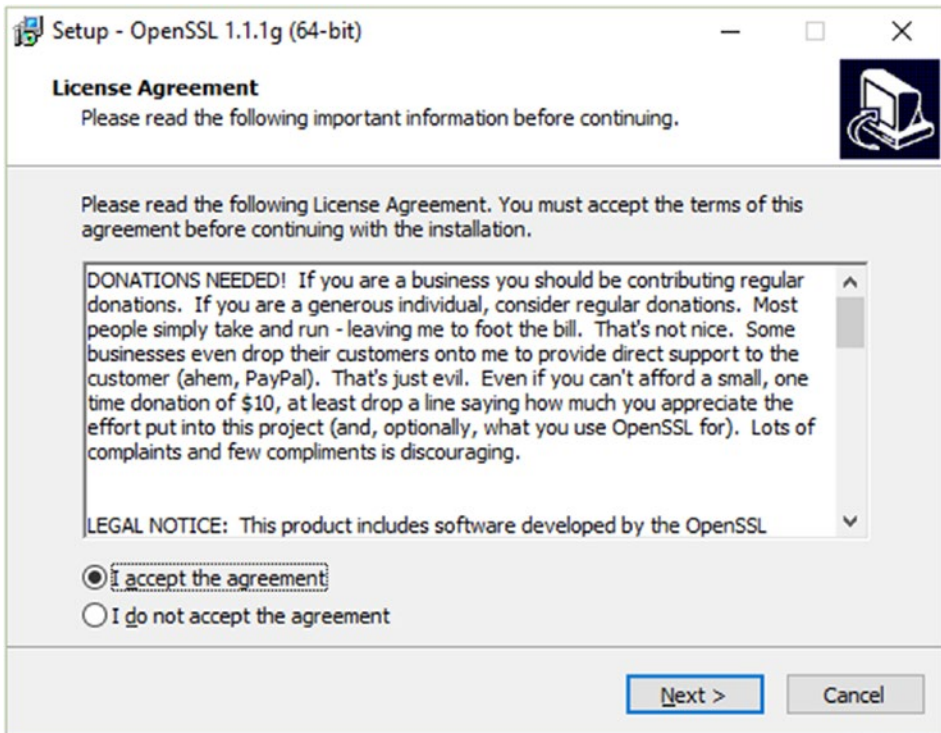 Setup - OpenSSL 1.1.1g (64-bit)
License Agreement
Please read the following important information before continuing.
Please read the following License Agreement. You must accept the terms of this
agreement before continuing with the installation.
DONATIONS NEEDED!  If you are a business you should be contributing regular
donations.  If you are a generous individual, consider regular donations.  Most
people simply take and run - leaving me to foot the bill.  That's not nice.  Some
businesses even drop their customers onto me to provide direct support to the
customer (ahem, PayPal).  That's just evil.  Even if you can't afford a small, one
time donation of $10, at least drop a line saying how much you appreciate the
effort put into this project (and, optionally, what you use OpenSSL for).  Lots of
complaints and few compliments is discouraging.
LEGAL NOTICE:  This product includes software developed by the OpenSSL
I accept the agreement
I do not accept the agreement
Next >
Cancel